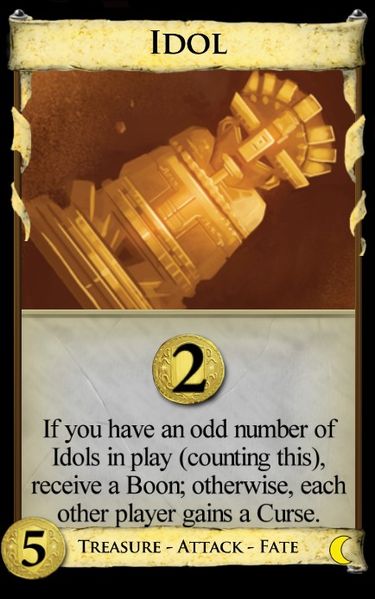 IDOL
2
If you have an odd number of
Idols in play (counting this),
receive a Boon; otherwise, each
other player gains a Curse.
5 TREASURE - ATTACK - FATE